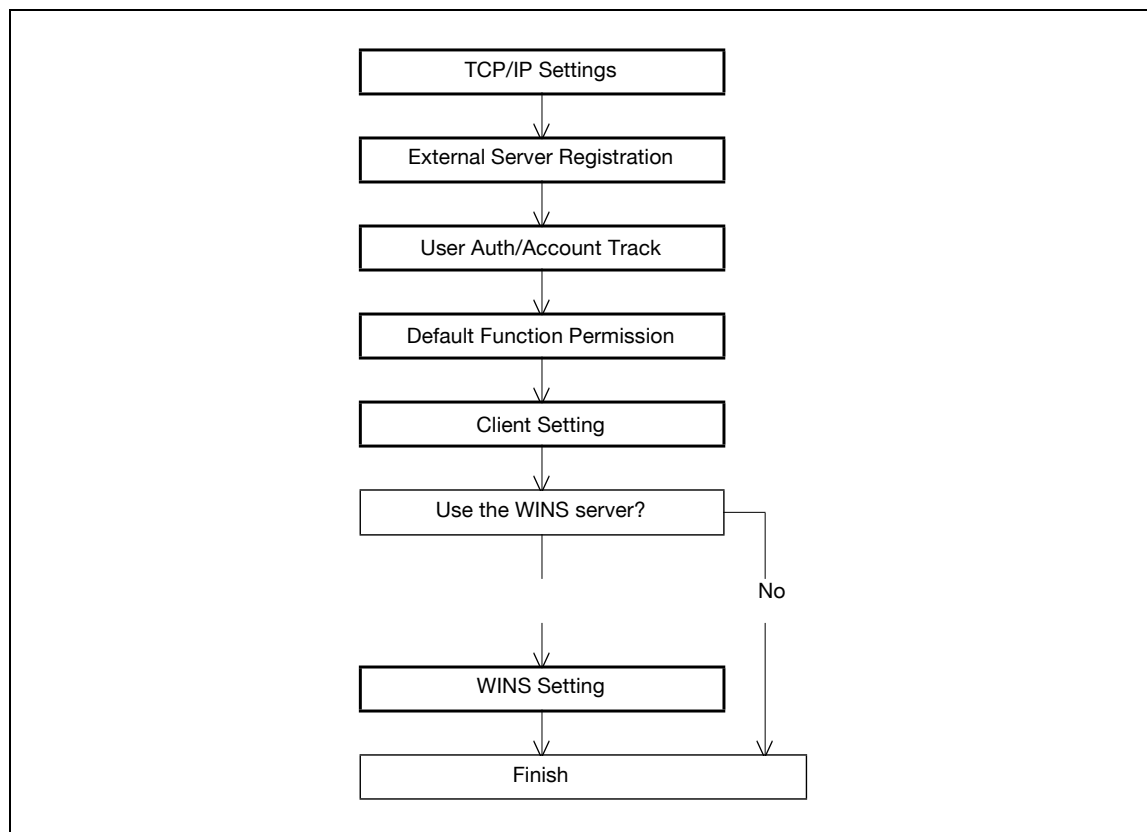 TCP/IP Settings
External Server Registration
User Auth/Account Track
Default Function Permission
Client Setting
Use the WINS server?
No
WINS Setting
Finish